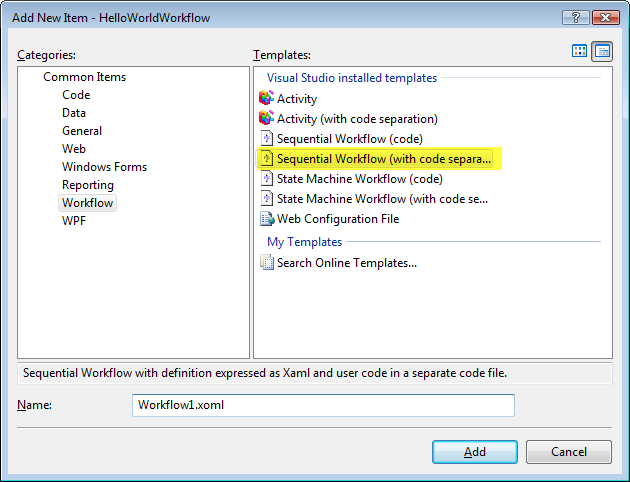 Add New Item - HelloWorldWorkflow
Categories:
Templates:
Common Items
Code
Data
General
Web
Windows Forms
Reporting
Workflow
WPF
Visual Studio installed templates
Activity
Activity (with code separation)
Sequential Workflow (code)
Sequential Workflow (with code separa...
State Machine Workflow (code)
State Machine Workflow (with code se...
Web Configuration File
My Templates
Search Online Templates...
Sequential Workflow with definition expressed as Xaml and user code in a separate code file.
Name:
Workflow1.xoml
Add
Cancel